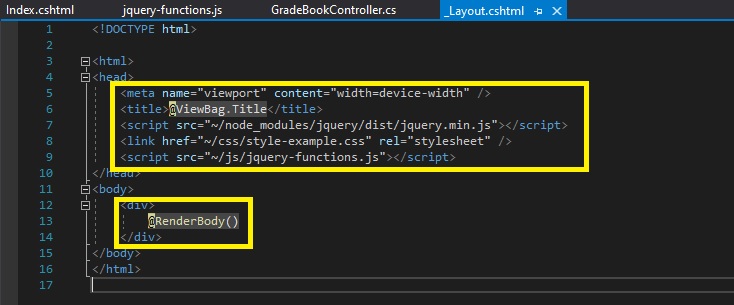 Index.cshtml jquery-functions.js GradeBookController.cs _Layout.cshtml
1 <!DOCTYPE html>
2
3 <html>
4 <head>
5 <meta name="viewport" content="width=device-width" />
6 <title>@ViewBag.Title</title>
7 <script src="~/node_modules/jquery/dist/jquery.min.js"></script>
8 <link href="~/css/style-example.css" rel="stylesheet" />
9 <script src="~/js/jquery-functions.js"></script>
10 </head>
11 <body>
12 <div>
13 @RenderBody()
14 </div>
15 </body>
16 </html>
17